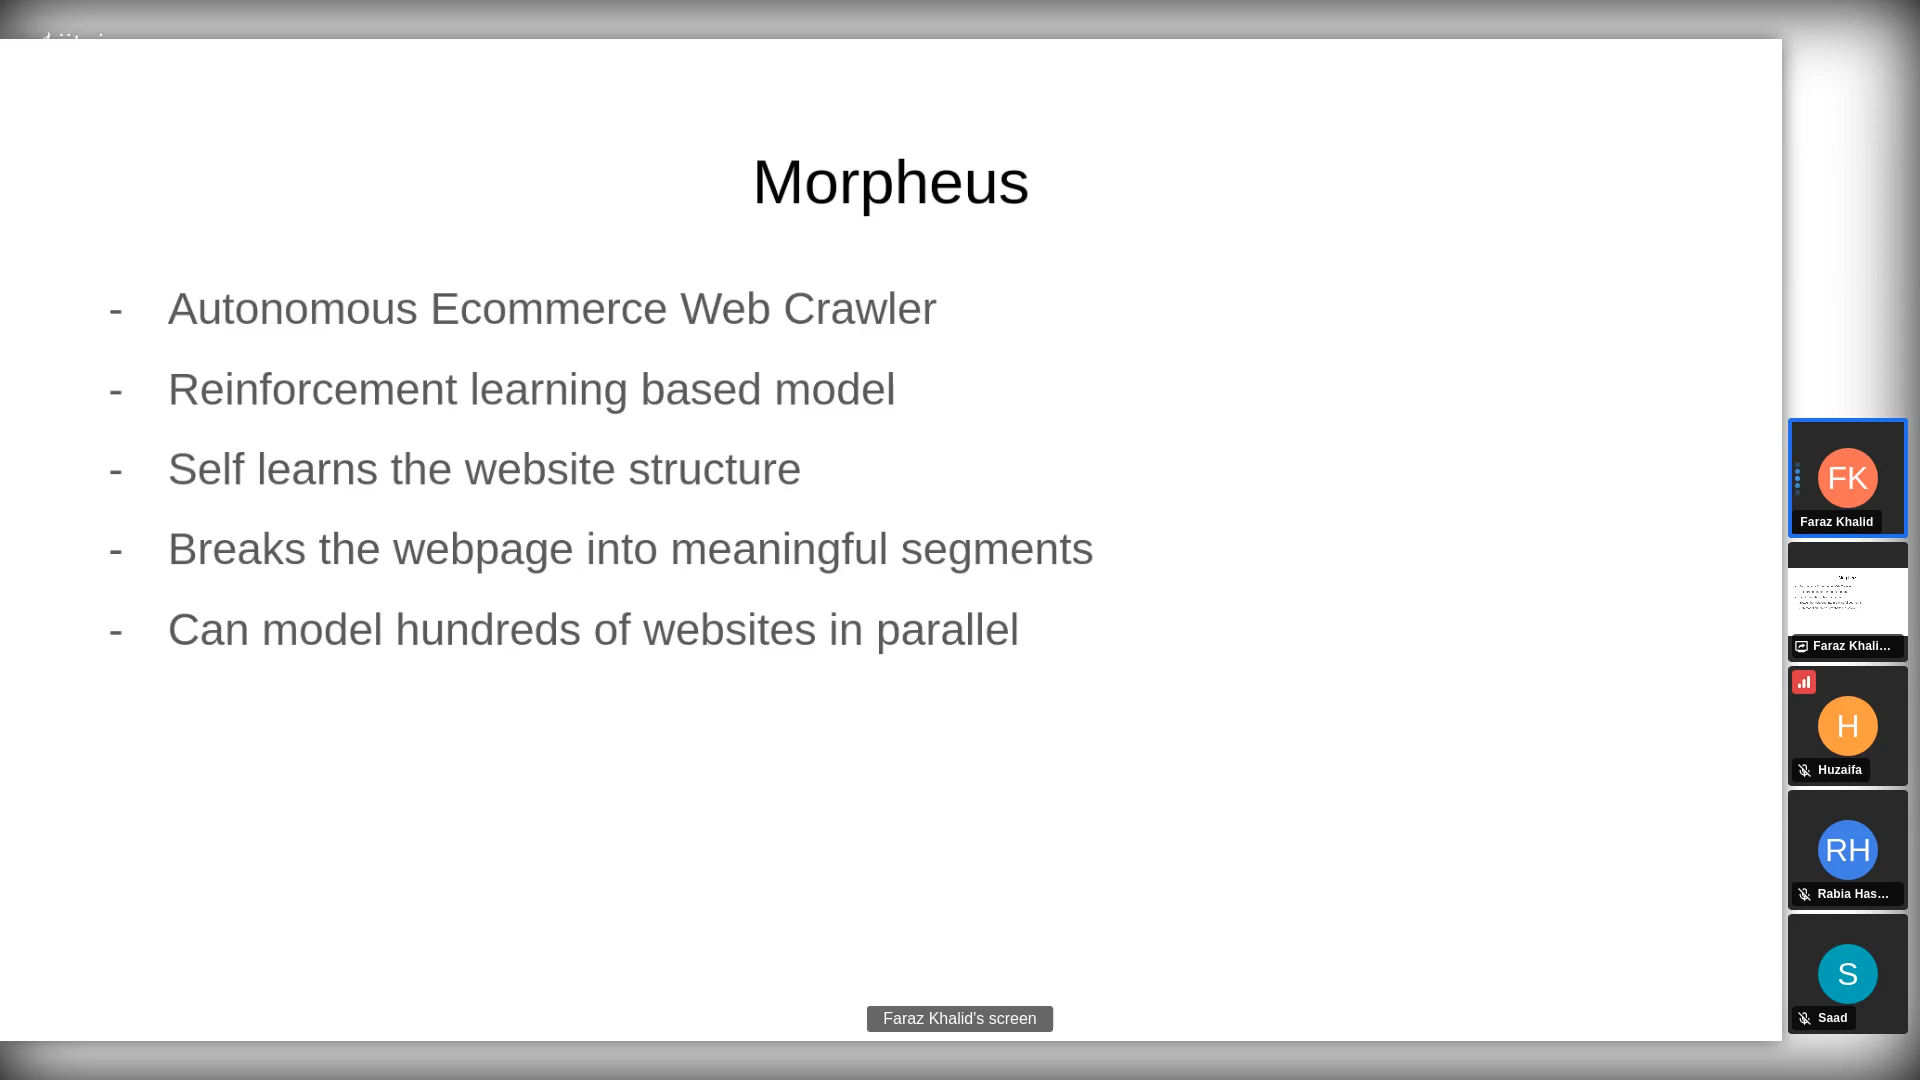 Morpheus
- Autonomous Ecommerce Web Crawler
- Reinforcement learning based model
- Self learns the website structure
- Breaks the webpage into meaningful segments
- Can model hundreds of websites in parallel
FK
Faraz Khalid
Faraz Khali...
H
Huzaifa
RH
Rabia Has...
S
Saad
Faraz Khalid's screen